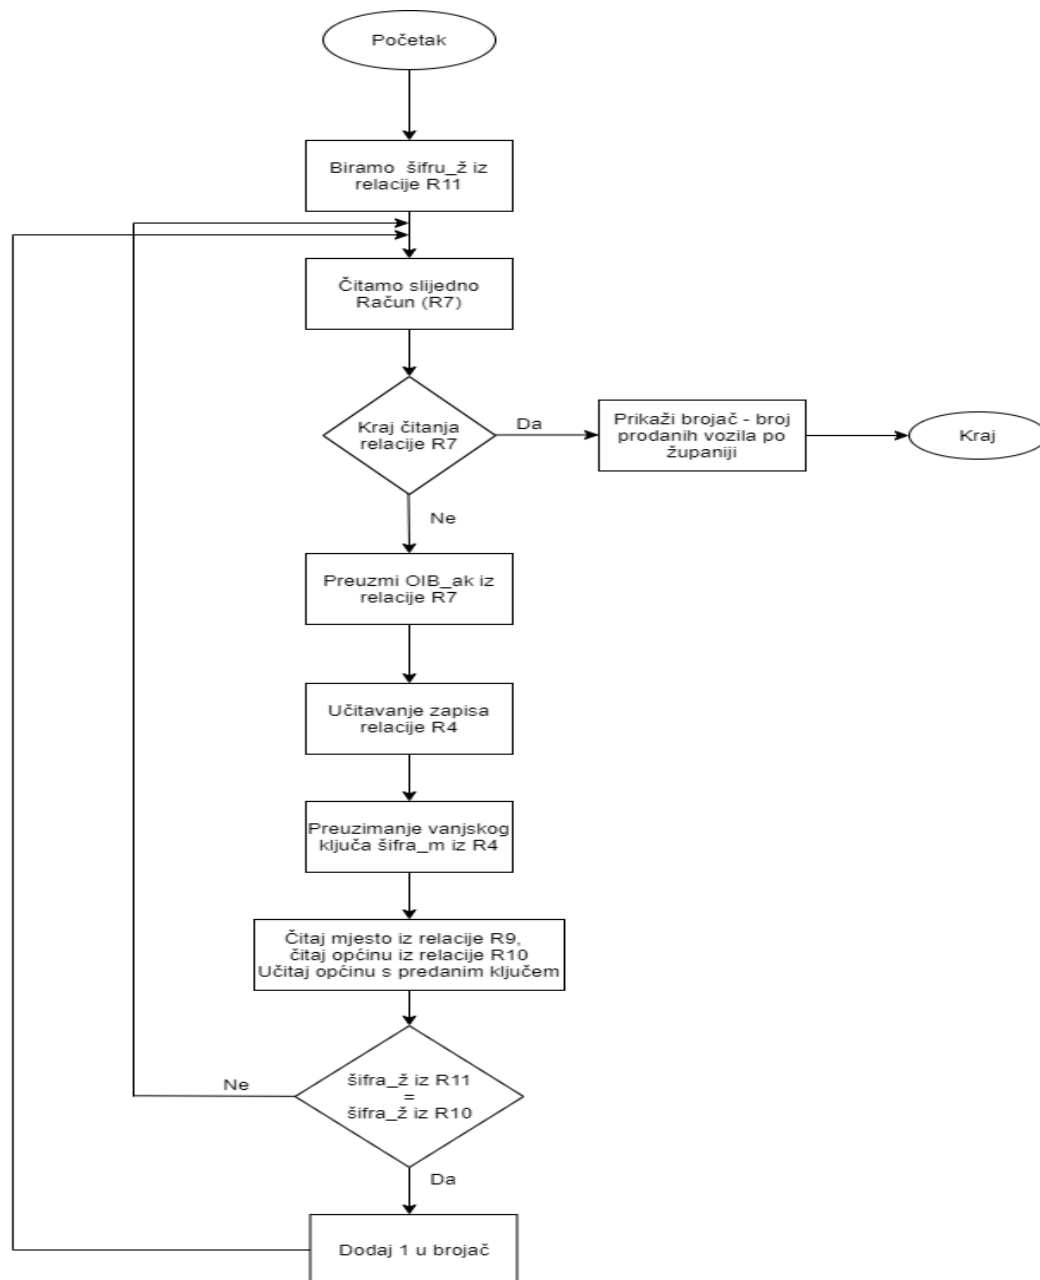 Početak
Biramo šifru_ž iz
relacije R11
Čitamo slijedno
Račun (R7)
Kraj čitanja
relacije R7
Da
Prikaži brojač - broj
prodanih vozila po
županiji
Kraj
Ne
Preuzmi OIB_ak iz
relacije R7
Učitavanje zapisa
relacije R4
Preuzimanje vanjskog
ključa šifra_m iz R4
Čitaj mjesto iz relacije R9,
čitaj općinu iz relacije R10
Učitaj općinu s predanim ključem
šifra_ž iz R11
=
šifra_ž iz R10
Ne
Da
Dodaj 1 u brojač